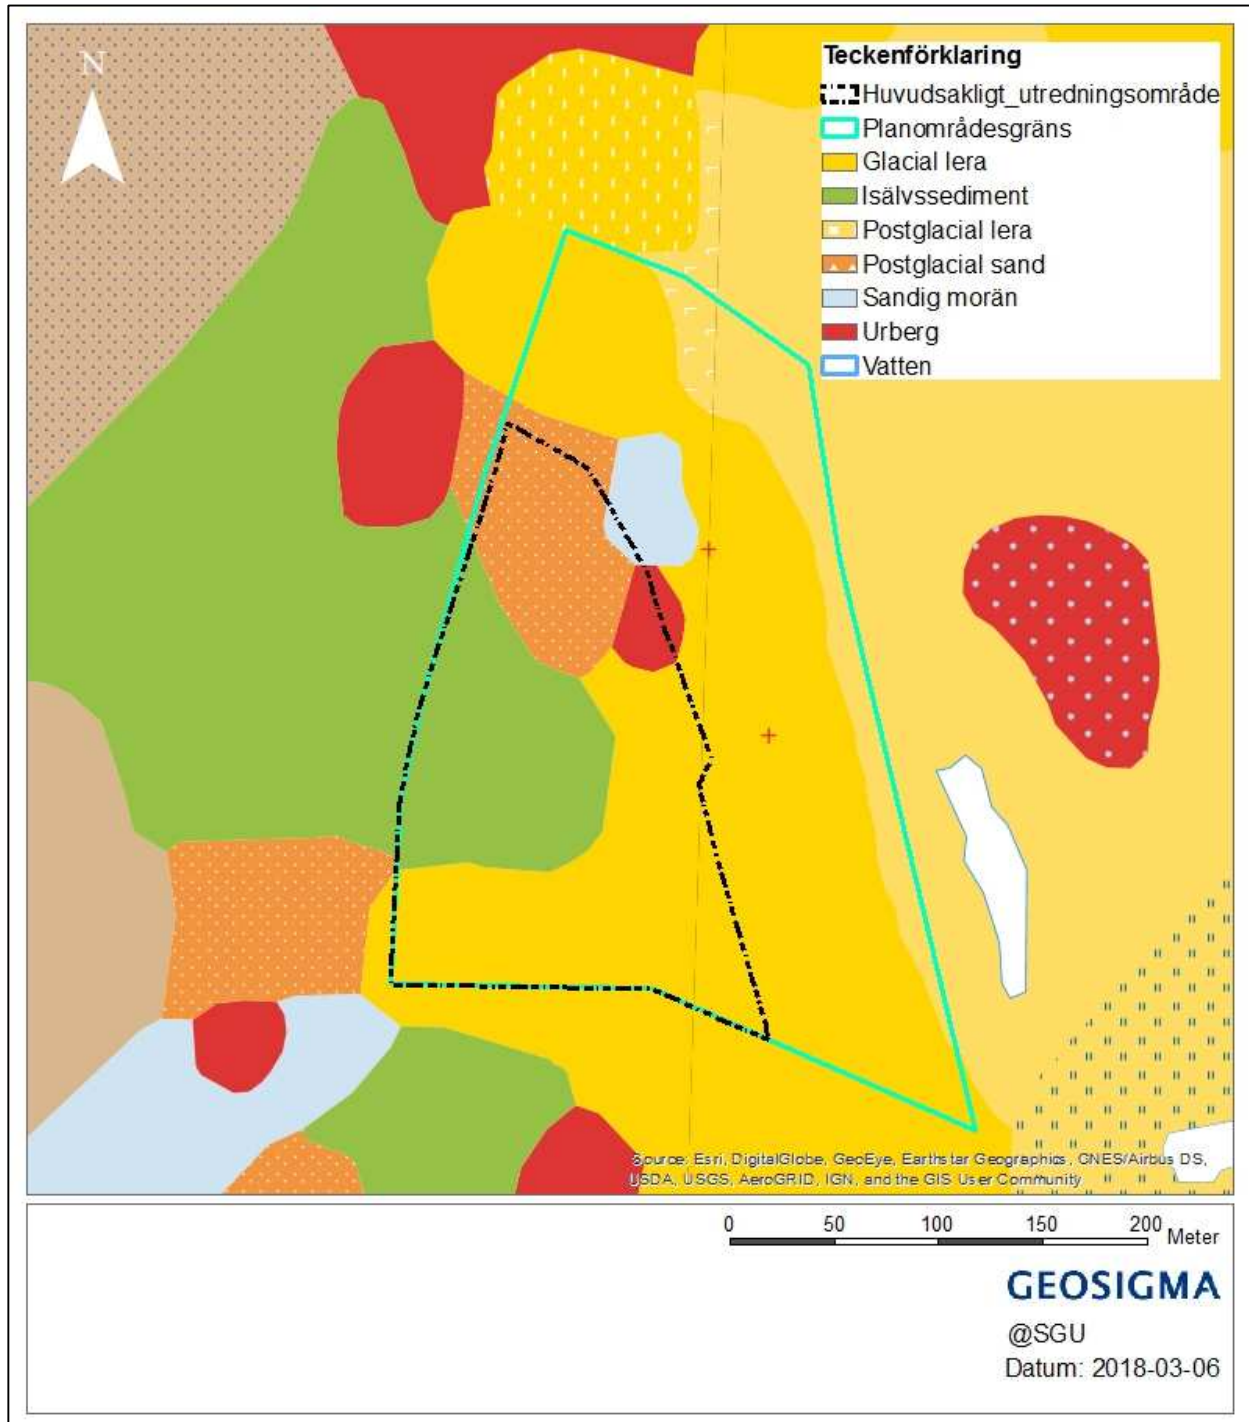 N
Teckenförklaring
Huvudsakligt_utredningsområde
Planområdesgräns
Glacial lera
Isälvssediment
Postglacial lera
Postglacial sand
Sandig morän
Urberg
Vatten
Source: Esri, DigitalGlobe, GeoEye, Earthstar Geographics, CNES/Airbus DS,
USDA, USGS, AeroGRID, IGN, and the GIS User Community
0 50 100 150 200 Meter
GEOSIGMA
@SGU
Datum: 2018-03-06